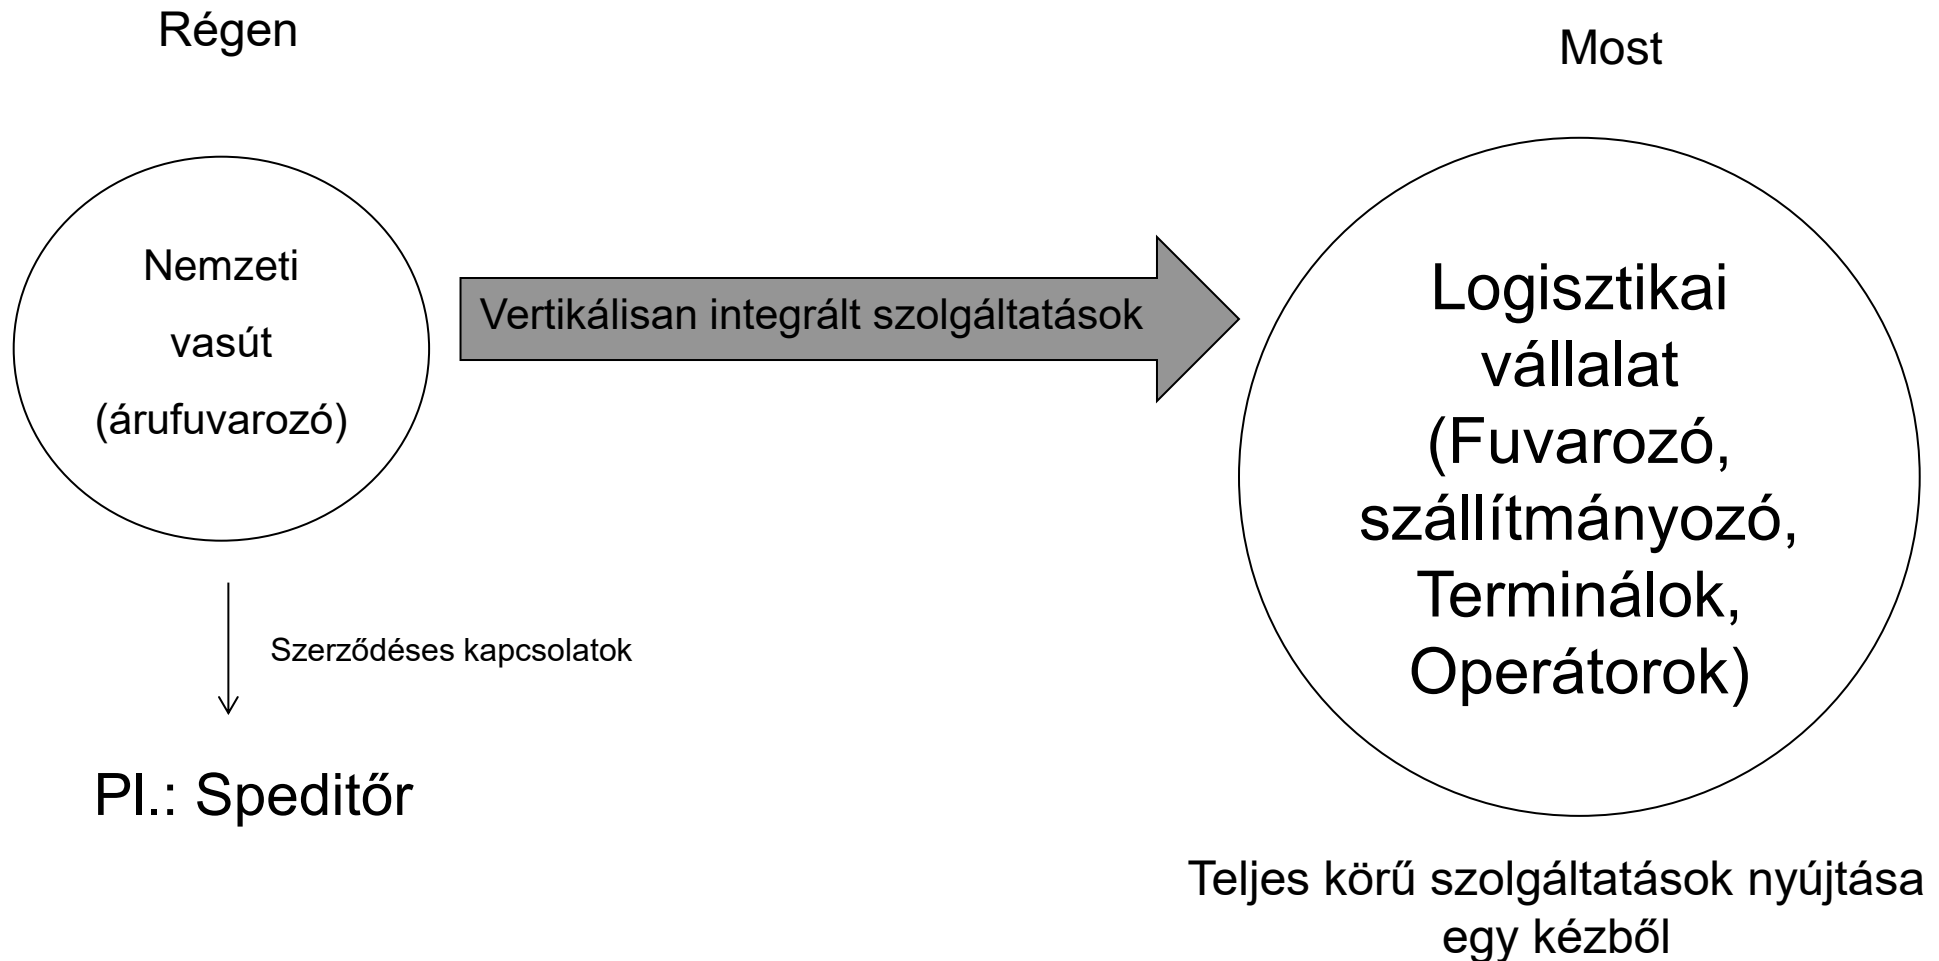 Régen
Most
Nemzeti
vasút
(árufuvarozó)
Vertikálisan integrált szolgáltatások
Logisztikai
vállalat
(Fuvarozó,
szállítmányozó,
Terminálok,
Operátorok)
Szerződéses kapcsolatok
Pl.: Speditőr
Teljes körű szolgáltatások nyújtása
egy kézből